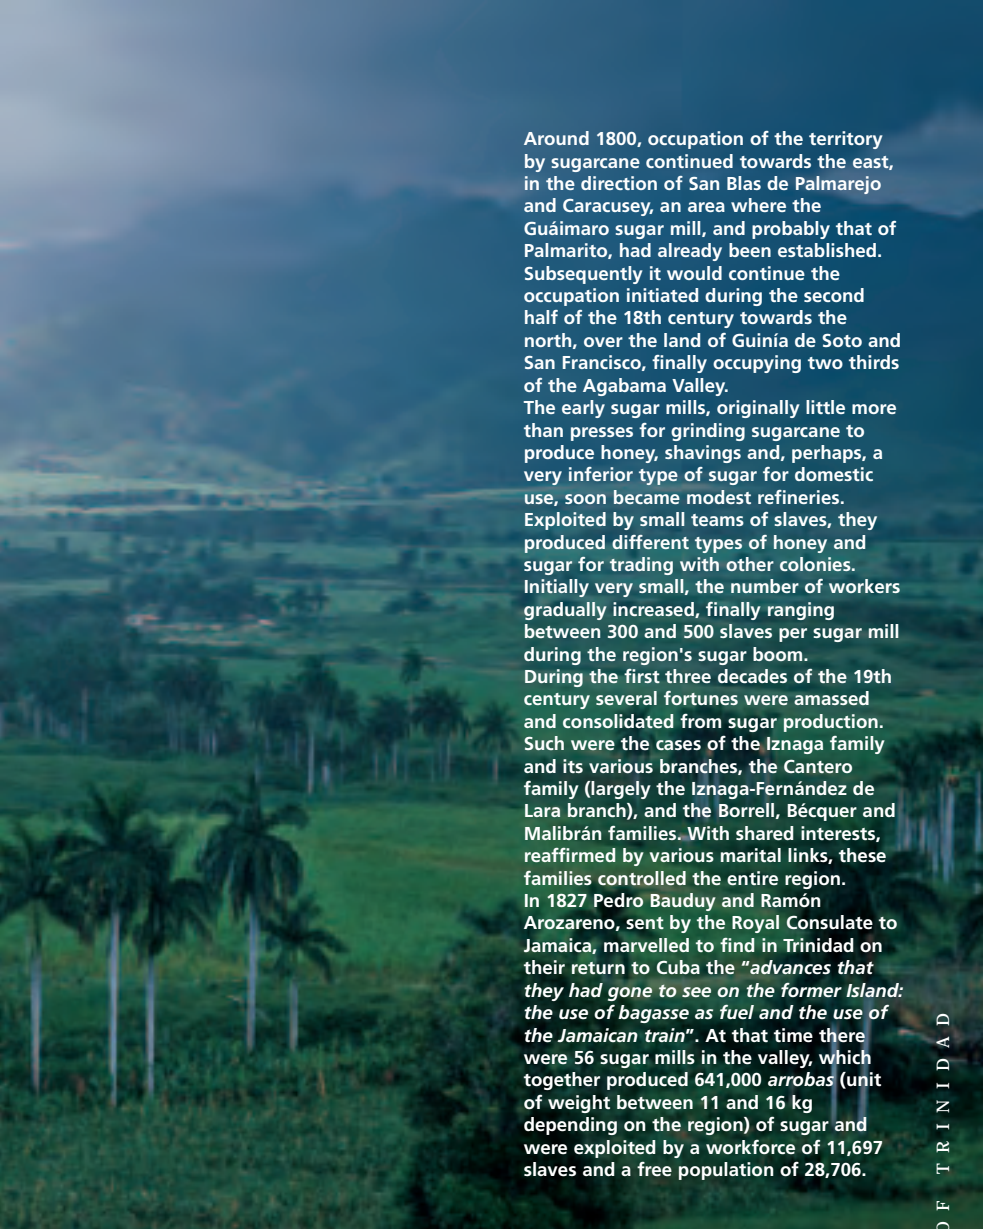 Around 1800, occupation of the territory
by sugarcane continued towards the east,
in the direction of San Blas de Palmarejo
and Caracusey, an area where the
Guáimaro sugar mill, and probably that of
Palmarito, had already been established.
Subsequently it would continue the
occupation initiated during the second
half of the 18th century towards the
north, over the land of Guinía de Soto and
San Francisco, finally occupying two thirds
of the Agabama Valley.
The early sugar mills, originally little more
than presses for grinding sugarcane to
produce honey, shavings and, perhaps, a
very inferior type of sugar for domestic
use, soon became modest refineries.
Exploited by small teams of slaves, they
produced different types of honey and
sugar for trading with other colonies.
Initially very small, the number of workers
gradually increased, finally ranging
between 300 and 500 slaves per sugar mill
during the region's sugar boom.
During the first three decades of the 19th
century several fortunes were amassed
and consolidated from sugar production.
Such were the cases of the Iznaga family
and its various branches, the Cantero
family (largely the Iznaga-Fernández de
Lara branch), and the Borrell, Bécquer and
Malibrán families. With shared interests,
reaffirmed by various marital links, these
families controlled the entire region.
In 1827 Pedro Bauduy and Ramón
Arozareno, sent by the Royal Consulate to
Jamaica, marvelled to find in Trinidad on
their return to Cuba the “advances that
they had gone to see on the former Island:
the use of bagasse as fuel and the use of
the Jamaican train”. At that time there
were 56 sugar mills in the valley, which
together produced 641,000 arrobas (unit
of weight between 11 and 16 kg
depending on the region) of sugar and
were exploited by a workforce of 11,697
slaves and a free population of 28,706.
OF TRINIDAD